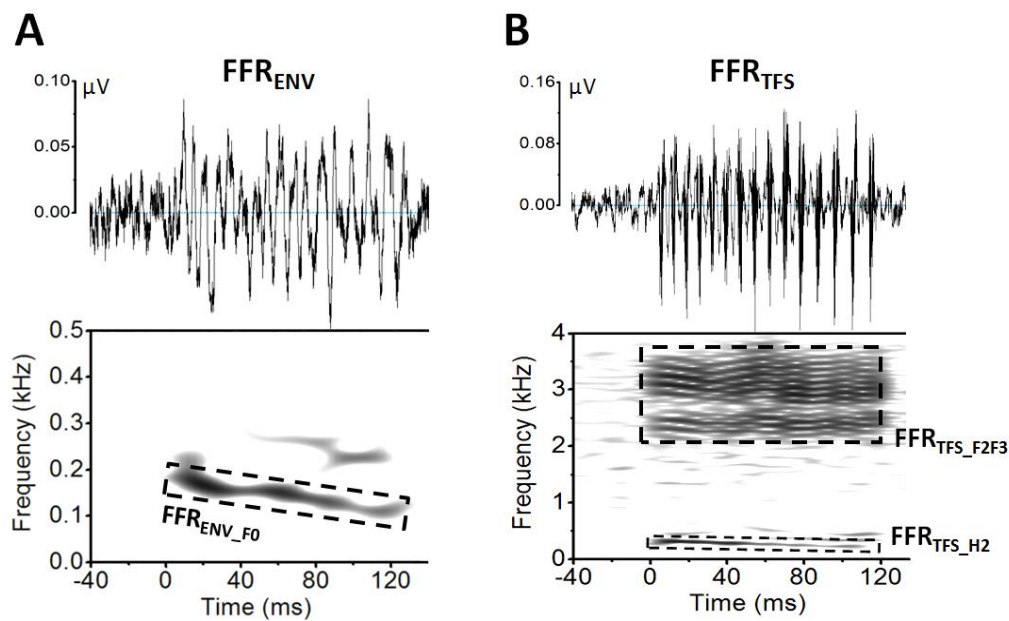 A
FFRENV
0.10
μV
0.05
0.00
0.5
0.4
0.3
0.2
0.1
0.0
Frequency (kHz)
FFRENV_F0
-40
0
40
80
120
Time (ms)
B
FFRTFS
0.16
μV
0.08
0.00
4
3
2
1
0
Frequency (kHz)
FFRTFS_F2F3
FFRTFS_H2
-40
0
40
80
120
Time (ms)